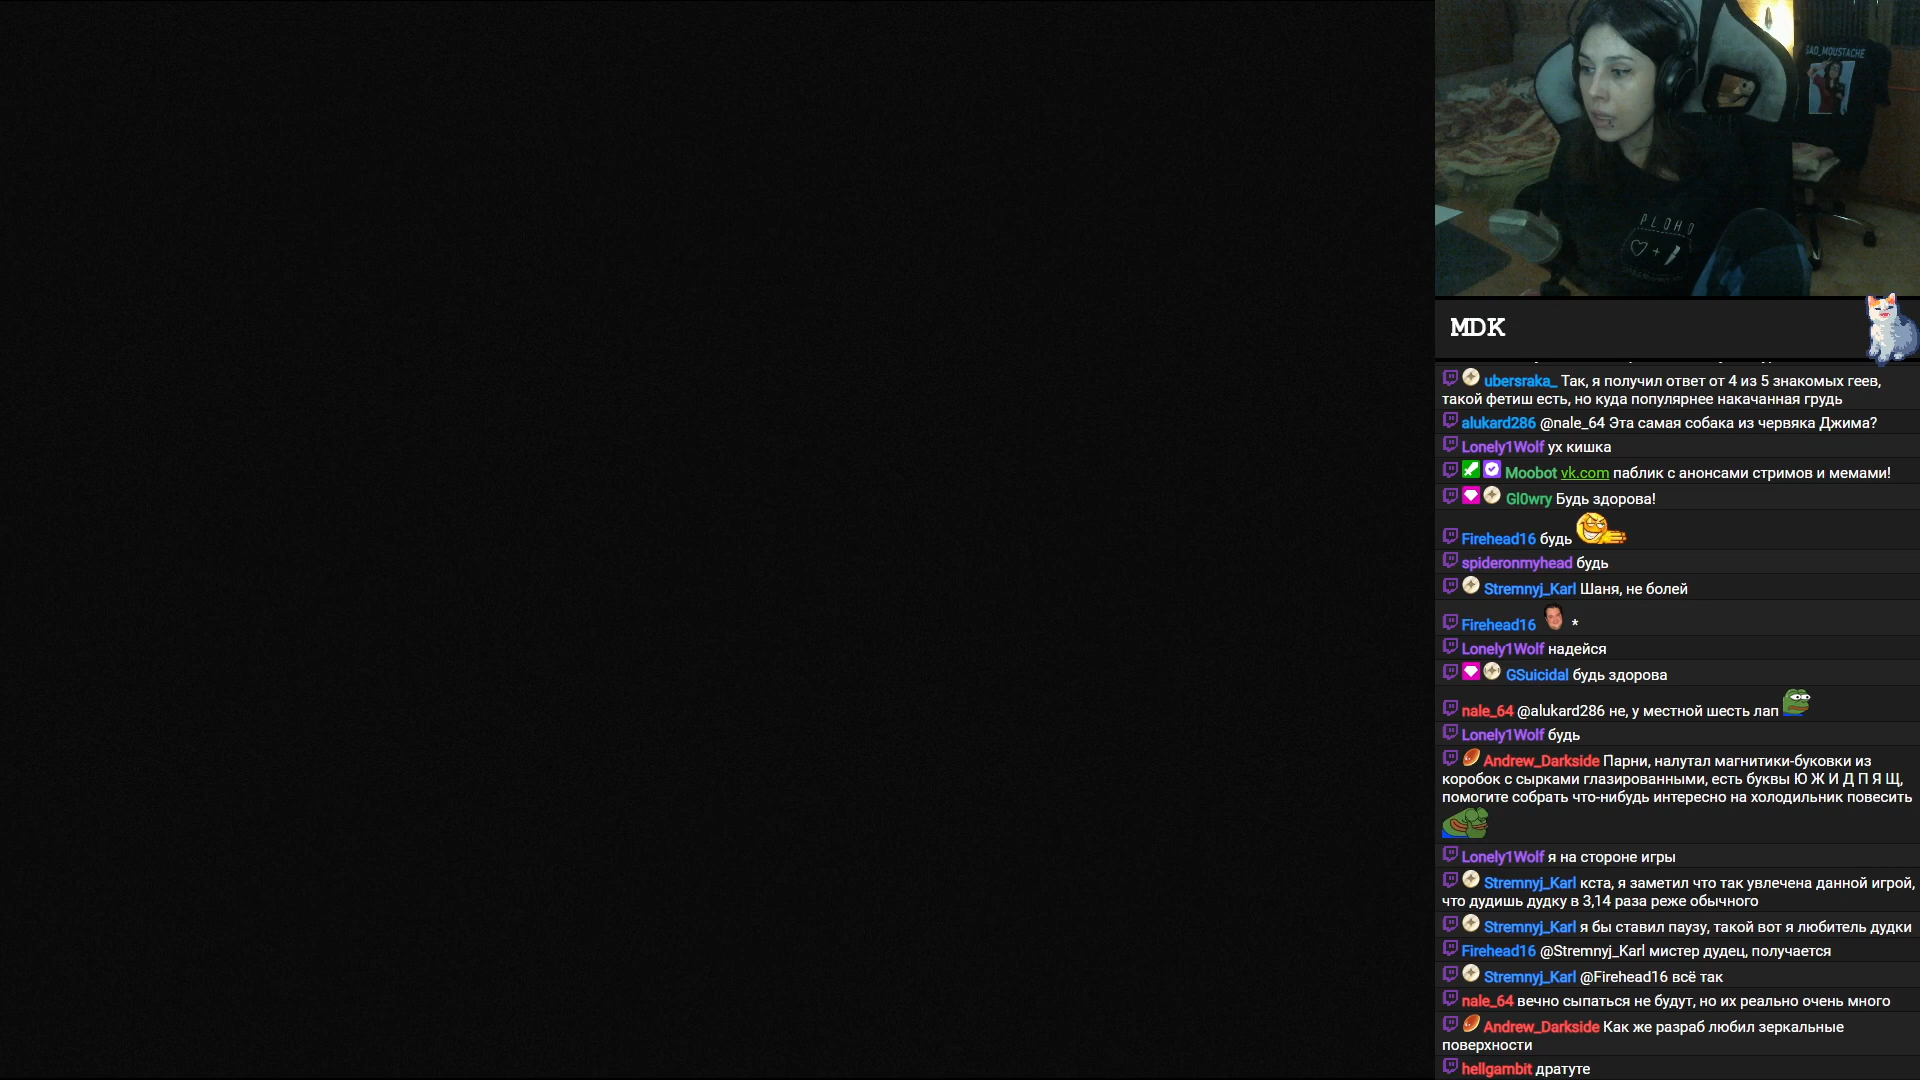 SAD_MOUSTACHE
PLOHO
MDK
ubersraka_ Так, я получил ответ от 4 из 5 знакомых геев,
такой фетиш есть, но куда популярнее накачанная грудь
alukard286 @nale_64 Эта самая собака из червяка Джима?
Lonely1Wolf ух кишка
Moobot vk.com паблик с анонсами стримов и мемами!
Gl0wry Будь здорова!
Firehead16 будь
spideronmyhead будь
Stremnyj_Karl Шаня, не болей
Firehead16 *
Lonely1Wolf надейся
GSuicidal будь здорова
nale_64 @alukard286 не, у местной шесть лап
Lonely1Wolf будь
Andrew_Darkside Парни, налутал магнитики-буковки из
коробок с сырками глазированными, есть буквы Ю Ж И Д П Я Щ,
помогите собрать что-нибудь интересно на холодильник повесить
Lonely1Wolf я на стороне игры
Stremnyj_Karl кста, я заметил что так увлечена данной игрой,
что дудишь дудку в 3,14 раза реже обычного
Stremnyj_Karl я бы ставил паузу, такой вот я любитель дудки
Firehead16 @Stremnyj_Karl мистер дудец, получается
Stremnyj_Karl @Firehead16 всё так
nale_64 вечно сыпаться не будут, но их реально очень много
Andrew_Darkside Как же разраб любил зеркальные
поверхности
hellgambit дратуте